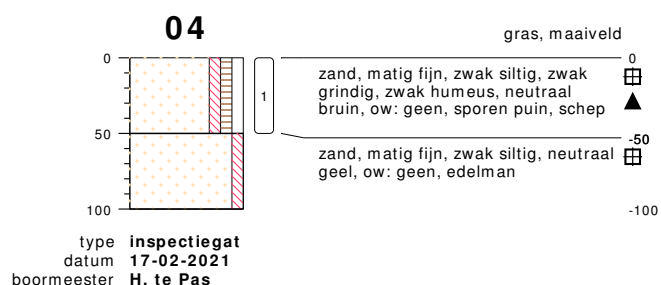 04
gras, maaiveld
0
0
zand, matig fijn, zwak siltig, zwak
grindig, zwak humeus, neutraal
bruin, ow: geen, sporen puin, schep
1
50
-50
zand, matig fijn, zwak siltig, neutraal
geel, ow: geen, edelman
100
-100
type inspectiegat
datum 17-02-2021
boormeester H. te Pas